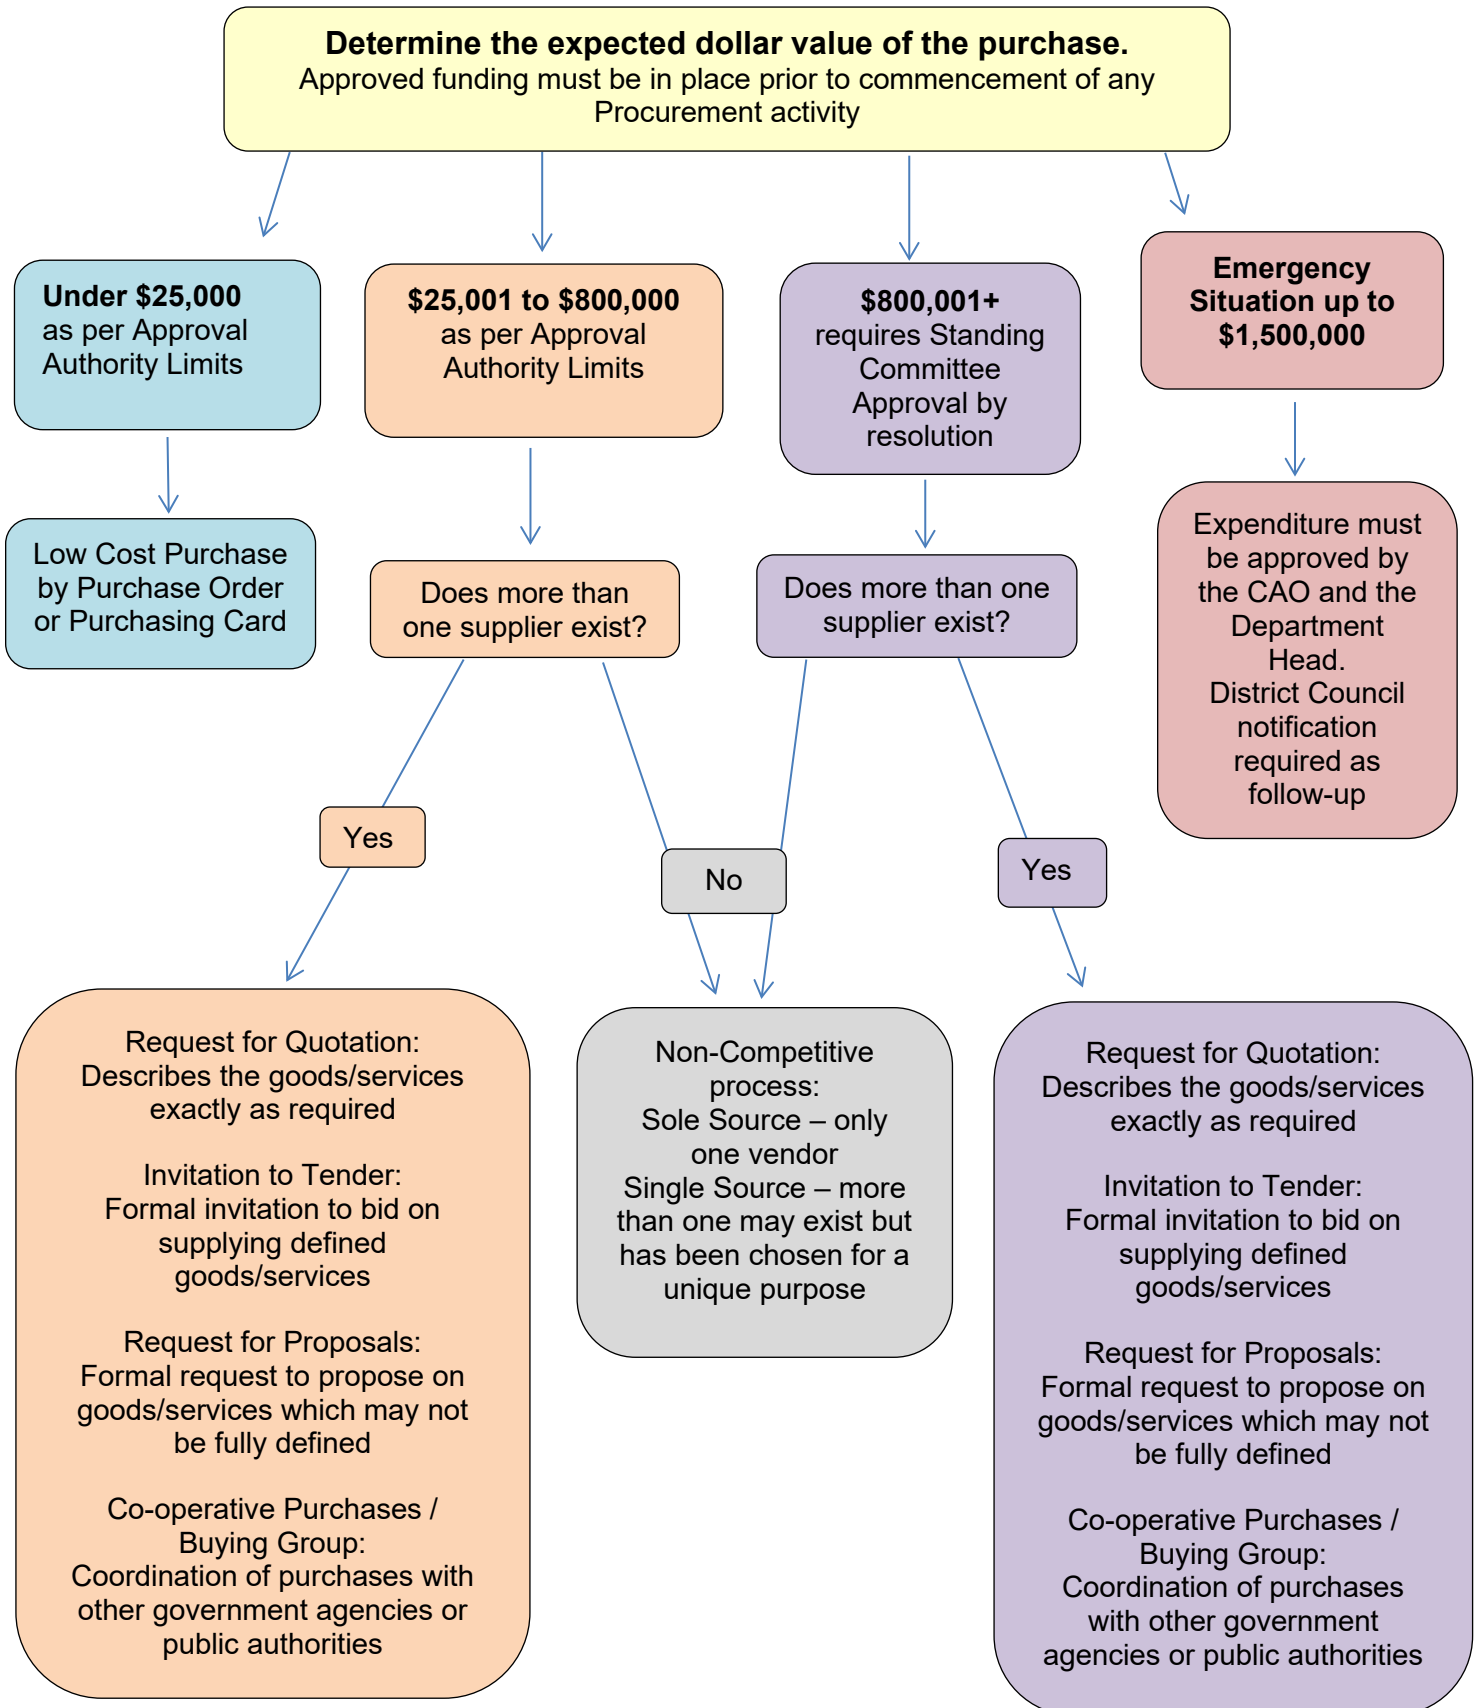 Determine the expected dollar value of the purchase.
Approved funding must be in place prior to commencement of any
Procurement activity
Under $25,000
as per Approval
Authority Limits
$25,001 to $800,000
as per Approval
Authority Limits
$800,001+
requires Standing
Committee
Approval by
resolution
Emergency
Situation up to
$1,500,000
Low Cost Purchase
by Purchase Order
or Purchasing Card
Does more than
one supplier exist?
Does more than one
supplier exist?
Expenditure must
be approved by
the CAO and the
Department
Head.
District Council
notification
required as
follow-up
Yes
No
Yes
Request for Quotation:
Describes the goods/services
exactly as required
Invitation to Tender:
Formal invitation to bid on
supplying defined
goods/services
Request for Proposals:
Formal request to propose on
goods/services which may not
be fully defined
Co-operative Purchases /
Buying Group:
Coordination of purchases with
other government agencies or
public authorities
Non-Competitive
process:
Sole Source – only
one vendor
Single Source – more
than one may exist but
has been chosen for a
unique purpose
Request for Quotation:
Describes the goods/services
exactly as required
Invitation to Tender:
Formal invitation to bid on
supplying defined
goods/services
Request for Proposals:
Formal request to propose on
goods/services which may not
be fully defined
Co-operative Purchases /
Buying Group:
Coordination of purchases
with other government
agencies or public authorities